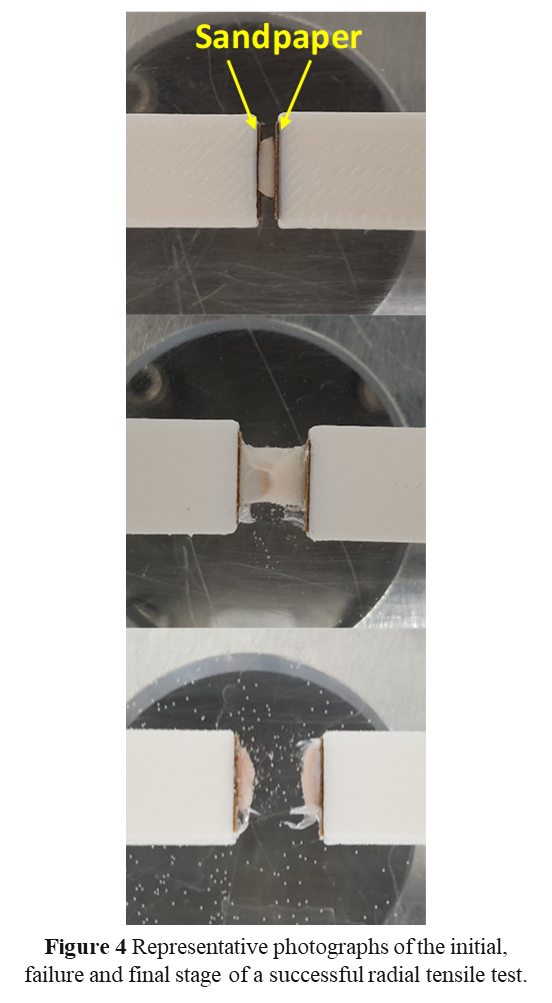 Sandpaper
Figure 4 Representative photographs of the initial,
failure and final stage of a successful radial tensile test.